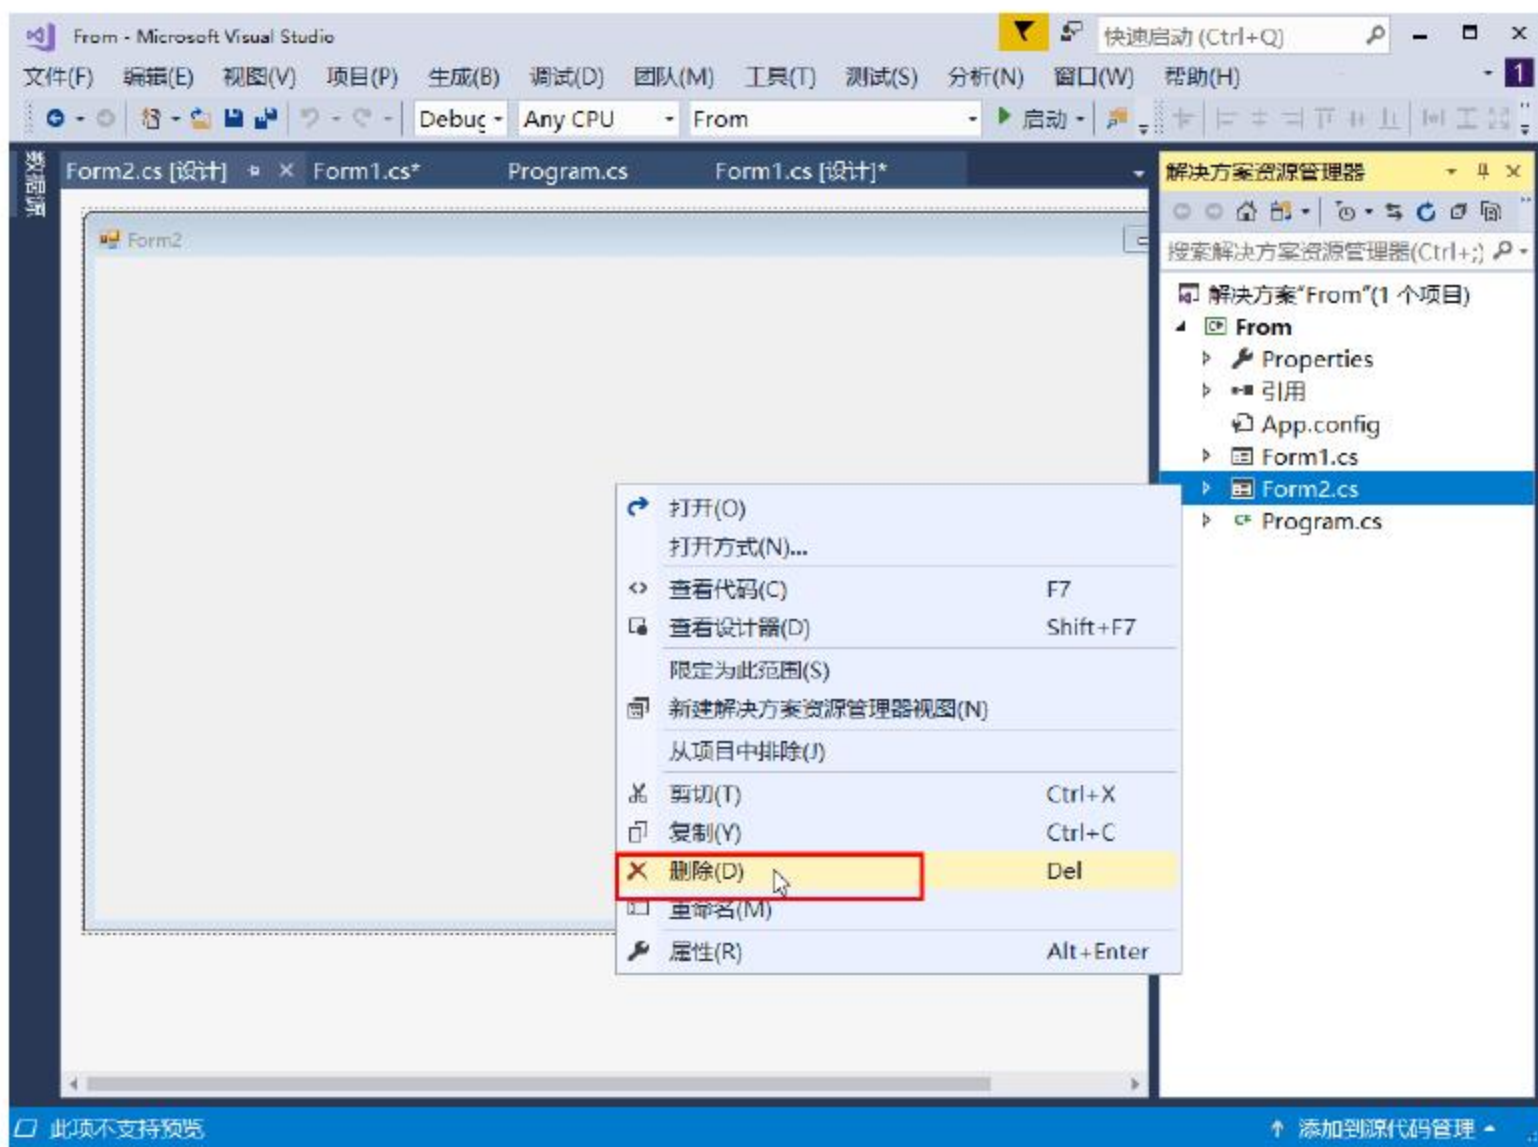 From - Microsoft Visual Studio
快速启动 (Ctrl+Q)
文件(F) 编辑(E) 视图(V) 项目(P) 生成(B) 调试(D) 团队(M) 工具(T) 测试(S) 分析(N) 窗口(W) 帮助(H) 1
Debug Any CPU From 启动
数据源
Form2.cs [设计] Form1.cs* Program.cs Form1.cs [设计]*
Form2
解决方案资源管理器
搜索解决方案资源管理器(Ctrl+;)
解决方案"From"(1 个项目)
From
Properties
引用
App.config
Form1.cs
Form2.cs
Program.cs
打开(O)
打开方式(N)...
查看代码(C) F7
查看设计器(D) Shift+F7
限定为此范围(S)
新建解决方案资源管理器视图(N)
从项目中排除(J)
剪切(T) Ctrl+X
复制(Y) Ctrl+C
删除(D) Del
重命名(M)
属性(R) Alt+Enter
此项不支持预览
添加到源代码管理